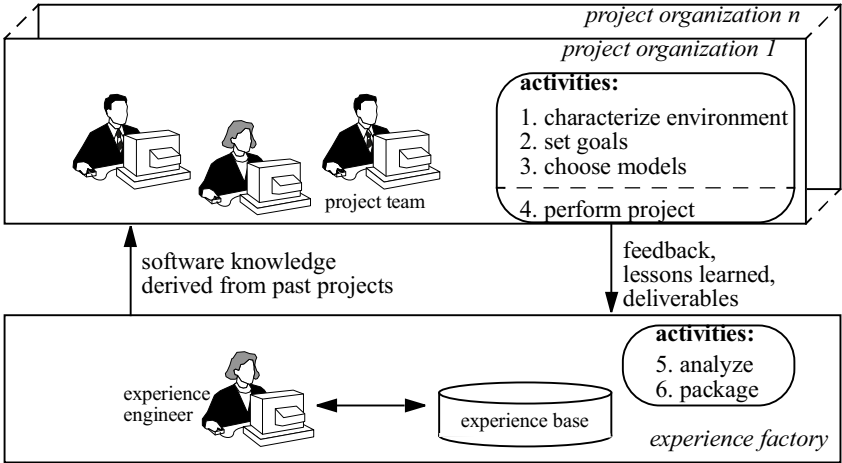 project organization n
project organization 1
activities:
1. characterize environment
2. set goals
3. choose models
4. perform project
project team
software knowledge
derived from past projects
feedback,
lessons learned,
deliverables
activities:
5. analyze
6. package
experience
engineer
experience base
experience factory